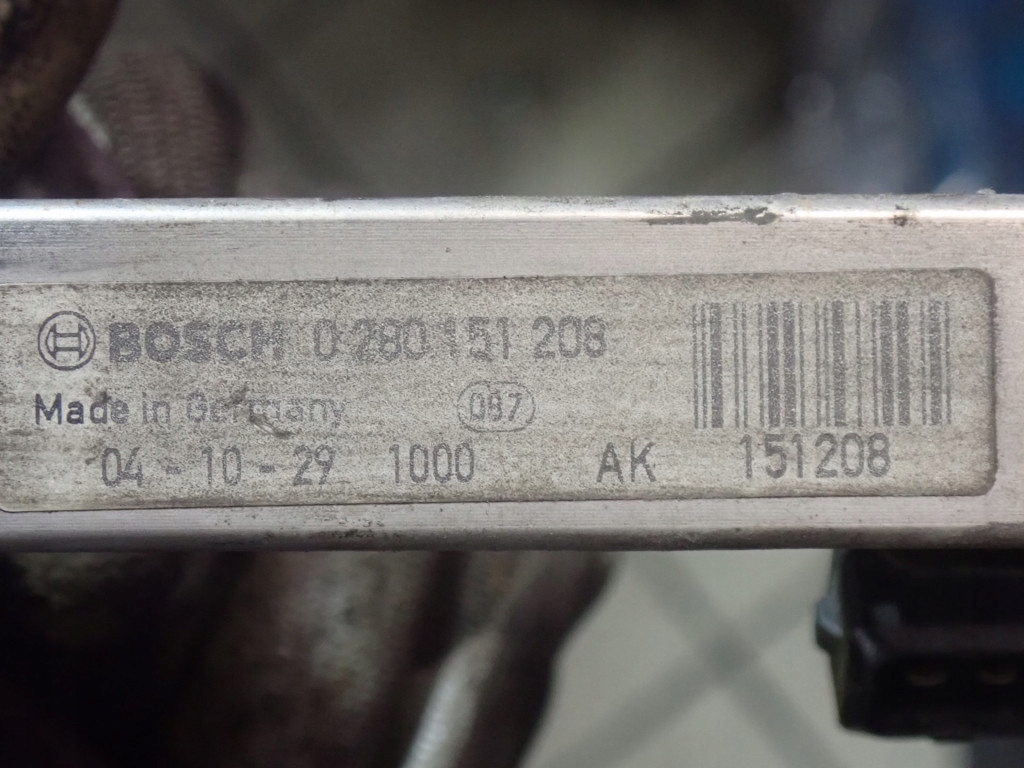 BOSCH 0 280 151 208
Made in Germany 087
04 - 10 - 29 1000 AK 151208